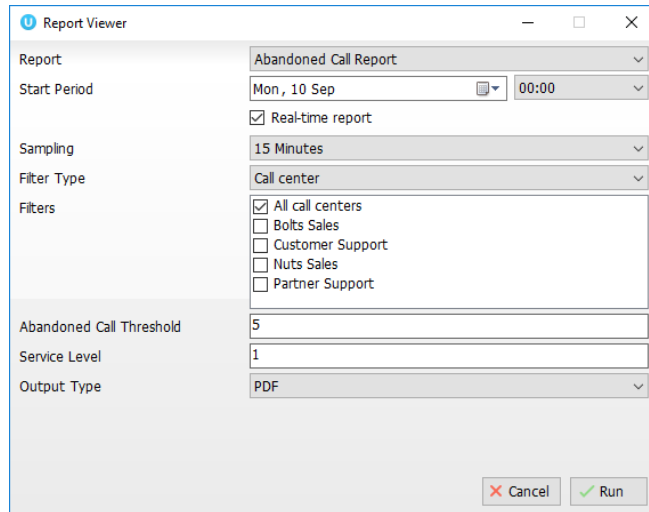 U Report Viewer
Report Abandoned Call Report
Start Period Mon, 10 Sep 00:00
Real-time report
Sampling 15 Minutes
Filter Type Call center
Filters All call centers
Bolts Sales
Customer Support
Nuts Sales
Partner Support
Abandoned Call Threshold 5
Service Level 1
Output Type PDF
Cancel Run